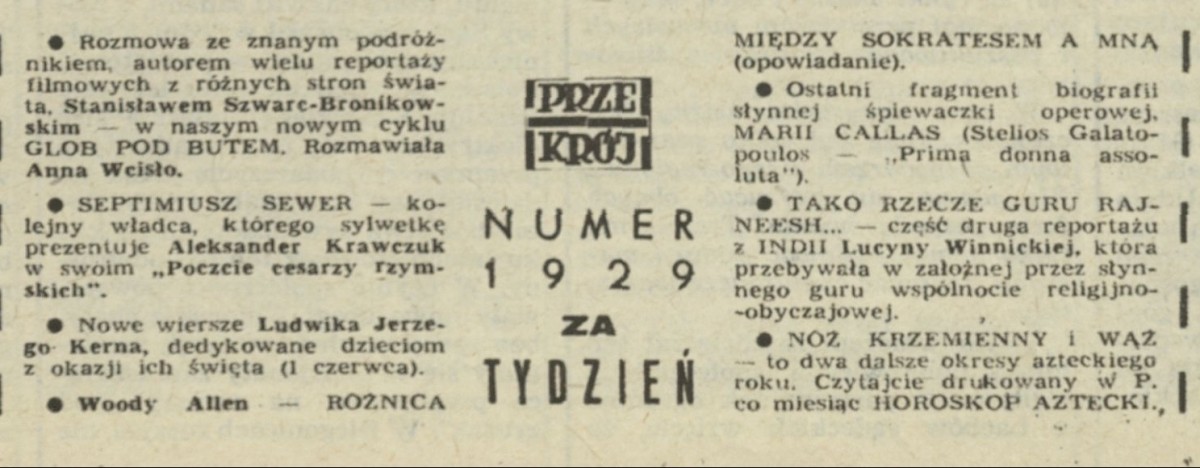 ● Rozmowa ze znanym podróż-
nikiem, autorem wielu reportaży
filmowych z różnych stron świa-
ta, Stanisławem Szwarc-Bronikow-
skim — w naszym nowym cyklu
GLOB POD BUTEM. Rozmawiała
Anna Weisło.
● SEPTIMIUSZ SEWER — ko-
lejny władca, którego sylwetkę
prezentuje Aleksander Krawczuk
w swoim „Poczcie cesarzy rzym-
skich".
● Nowe wiersze Ludwika Jerze-
go Kerna, dedykowane dzieciom
z okazji ich święta (1 czerwca).
● Woody Allen — RÓŻNICA
PRZE
KRÓJ
NUMER
1929
ZA
TYDZIEŃ
MIĘDZY SOKRATESEM A MNĄ
(opowiadanie).
● Ostatni fragment biografii
słynnej śpiewaczki operowej,
MARII CALLAS (Stelios Galato-
poulos — „Prima donna asso-
luta").
● TAKO RZECZE GURU RAJ-
NEESH... — część druga reportażu
z INDII Lucyny Winnickiej, która
przebywała w założnej przez słyn-
nego guru wspólnocie religijno-
-obyczajowej.
● NÓŻ KRZEMIENNY i WĄŻ
— to dwa dalsze okresy azteckiego
roku. Czytajcie drukowany w P.
co miesiąc HOROSKOP AZTECKI.